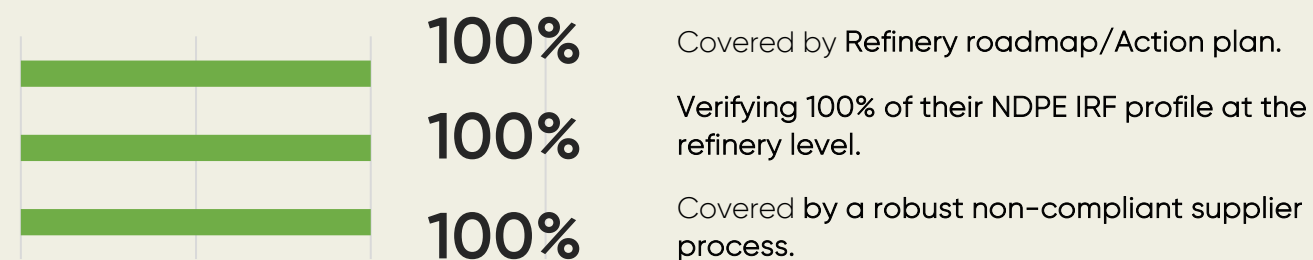 100%
Covered by Refinery roadmap/Action plan.
100%
Verifying 100% of their NDPE IRF profile at the
refinery level.
100%
Covered by a robust non-compliant supplier
process.